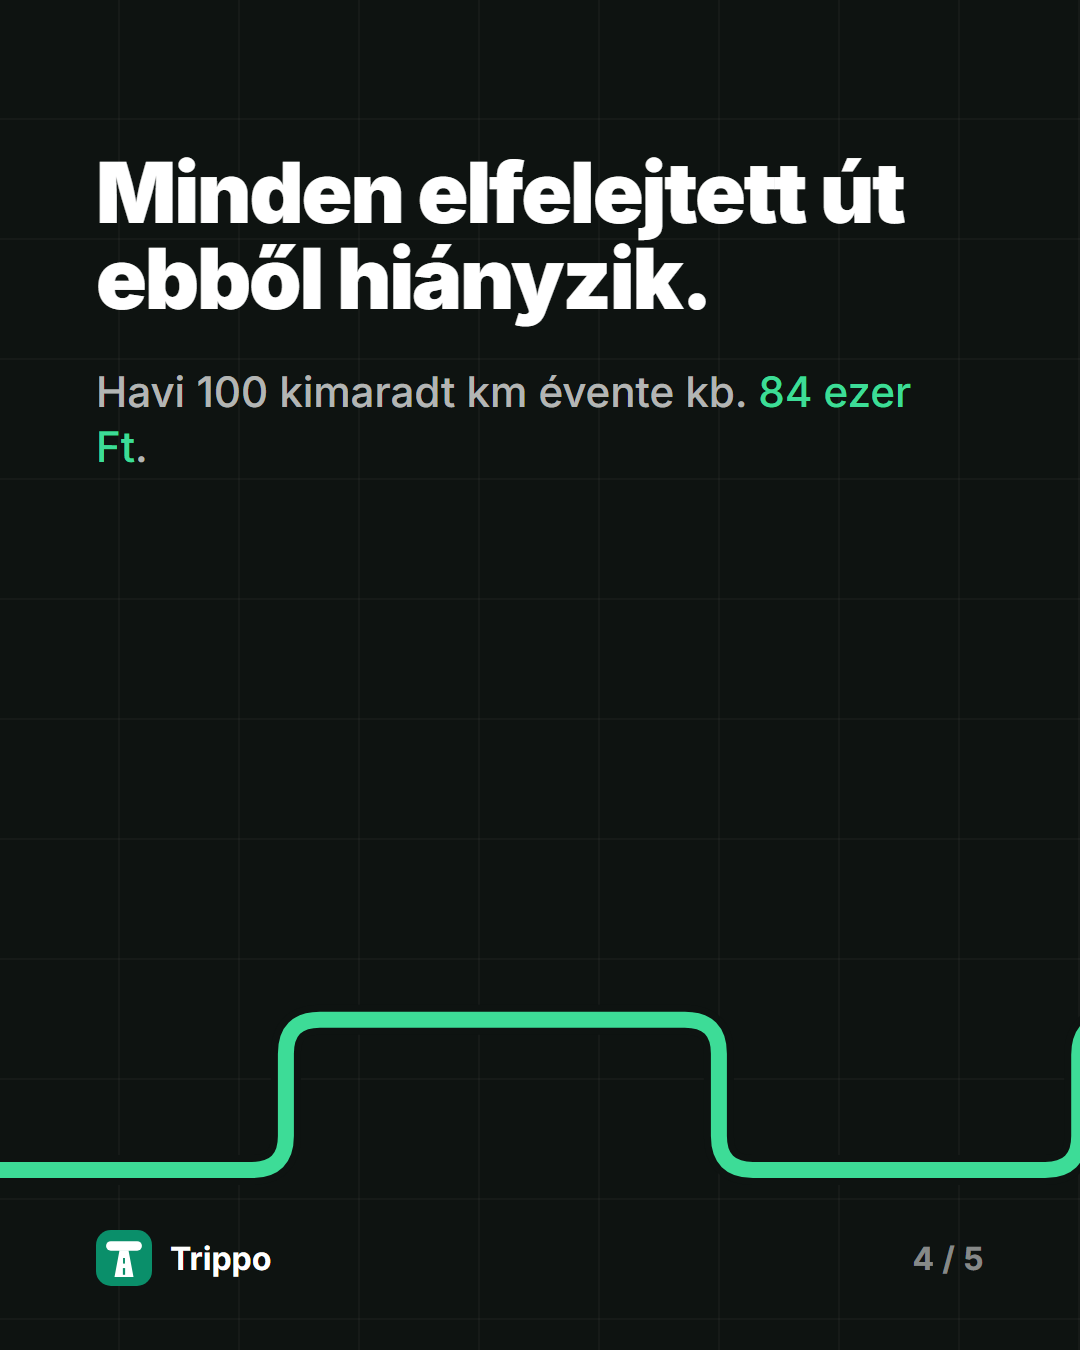 Minden elfelejtett út
ebből hiányzik.
Havi 100 kimaradt km évente kb. 84 ezer
Ft.
Trippo
4 / 5